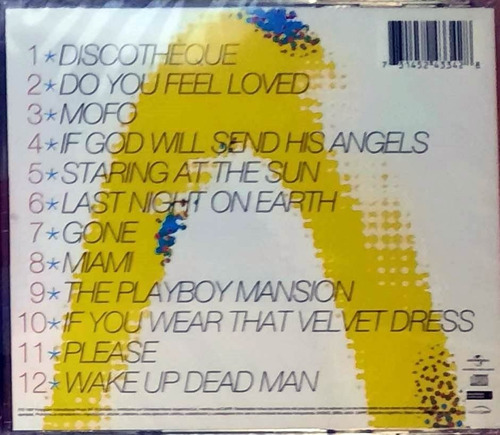 1*DISCOTHEQUE
2*DO YOU FEEL LOVED
3*MOFO
4*IF GOD WILL SEND HIS ANGELS
5*STARING AT THE SUN
6*LAST NIGHT ON EARTH
7*GONE
8*MIAMI
9*THE PLAYBOY MANSION
10*IF YOU WEAR THAT VELVET DRESS
11*PLEASE
12*WAKE UP DEAD MAN